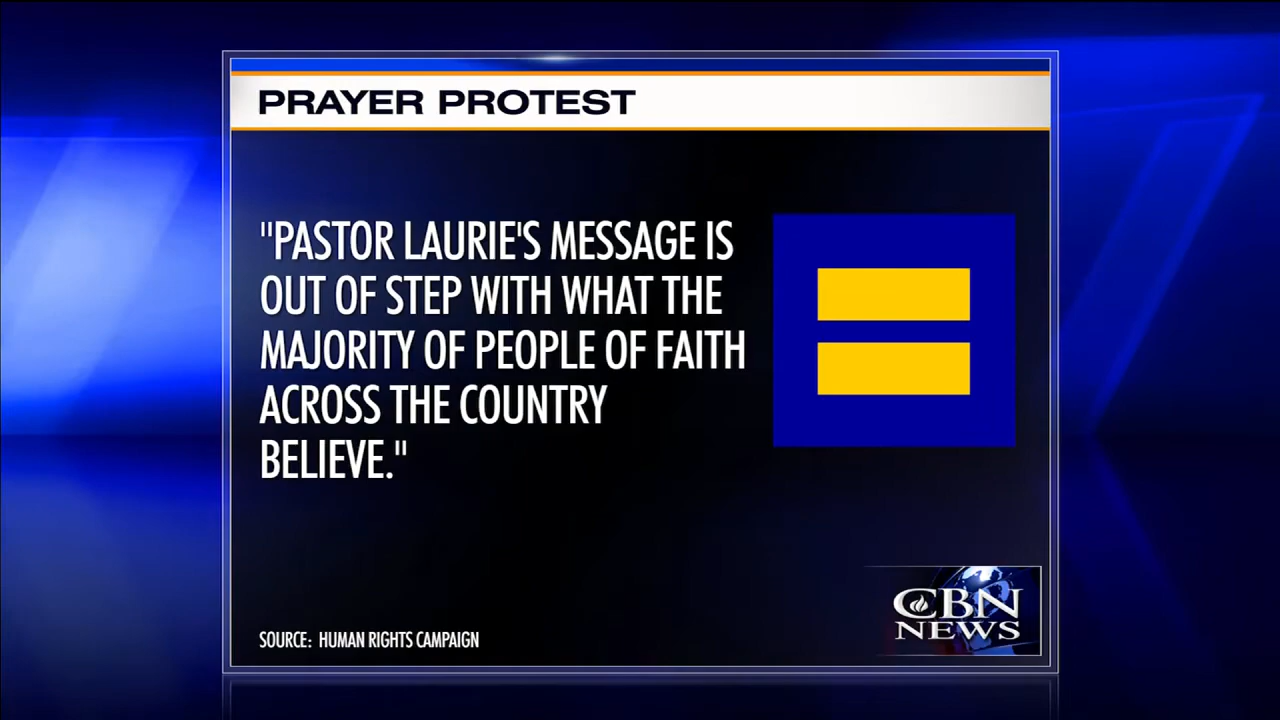 PRAYER PROTEST
"PASTOR LAURIE'S MESSAGE IS
OUT OF STEP WITH WHAT THE
MAJORITY OF PEOPLE OF FAITH
ACROSS THE COUNTRY
BELIEVE."
SOURCE: HUMAN RIGHTS CAMPAIGN
CBN
NEWS